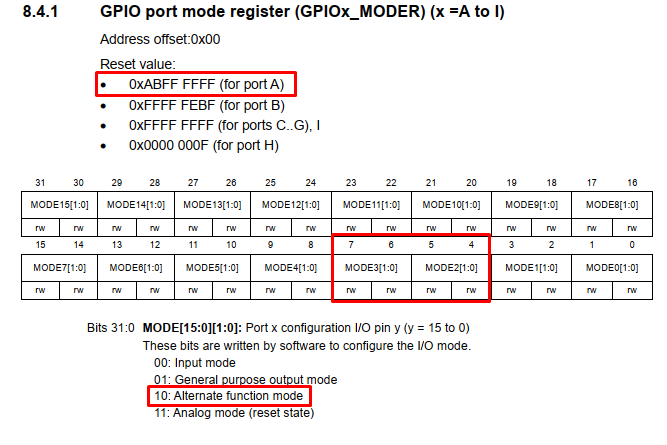 8.4.1 GPIO port mode register (GPIOx_MODER) (x =A to I)
Address offset:0x00
Reset value:
• 0xABFF FFFF (for port A)
• 0xFFFF FEBF (for port B)
• 0xFFFF FFFF (for ports C..G), I
• 0x0000 000F (for port H)
31 30 29 28 27 26 25 24 23 22 21 20 19 18 17 16
MODE15[1:0] MODE14[1:0] MODE13[1:0] MODE12[1:0] MODE11[1:0] MODE10[1:0] MODE9[1:0] MODE8[1:0]
rw rw rw rw rw rw rw rw rw rw rw rw rw rw rw rw
15 14 13 12 11 10 9 8 7 6 5 4 3 2 1 0
MODE7[1:0] MODE6[1:0] MODE5[1:0] MODE4[1:0] MODE3[1:0] MODE2[1:0] MODE1[1:0] MODE0[1:0]
rw rw rw rw rw rw rw rw rw rw rw rw rw rw rw rw
Bits 31:0 MODE[15:0][1:0]: Port x configuration I/O pin y (y = 15 to 0)
These bits are written by software to configure the I/O mode.
00: Input mode
01: General purpose output mode
10: Alternate function mode
11: Analog mode (reset state)